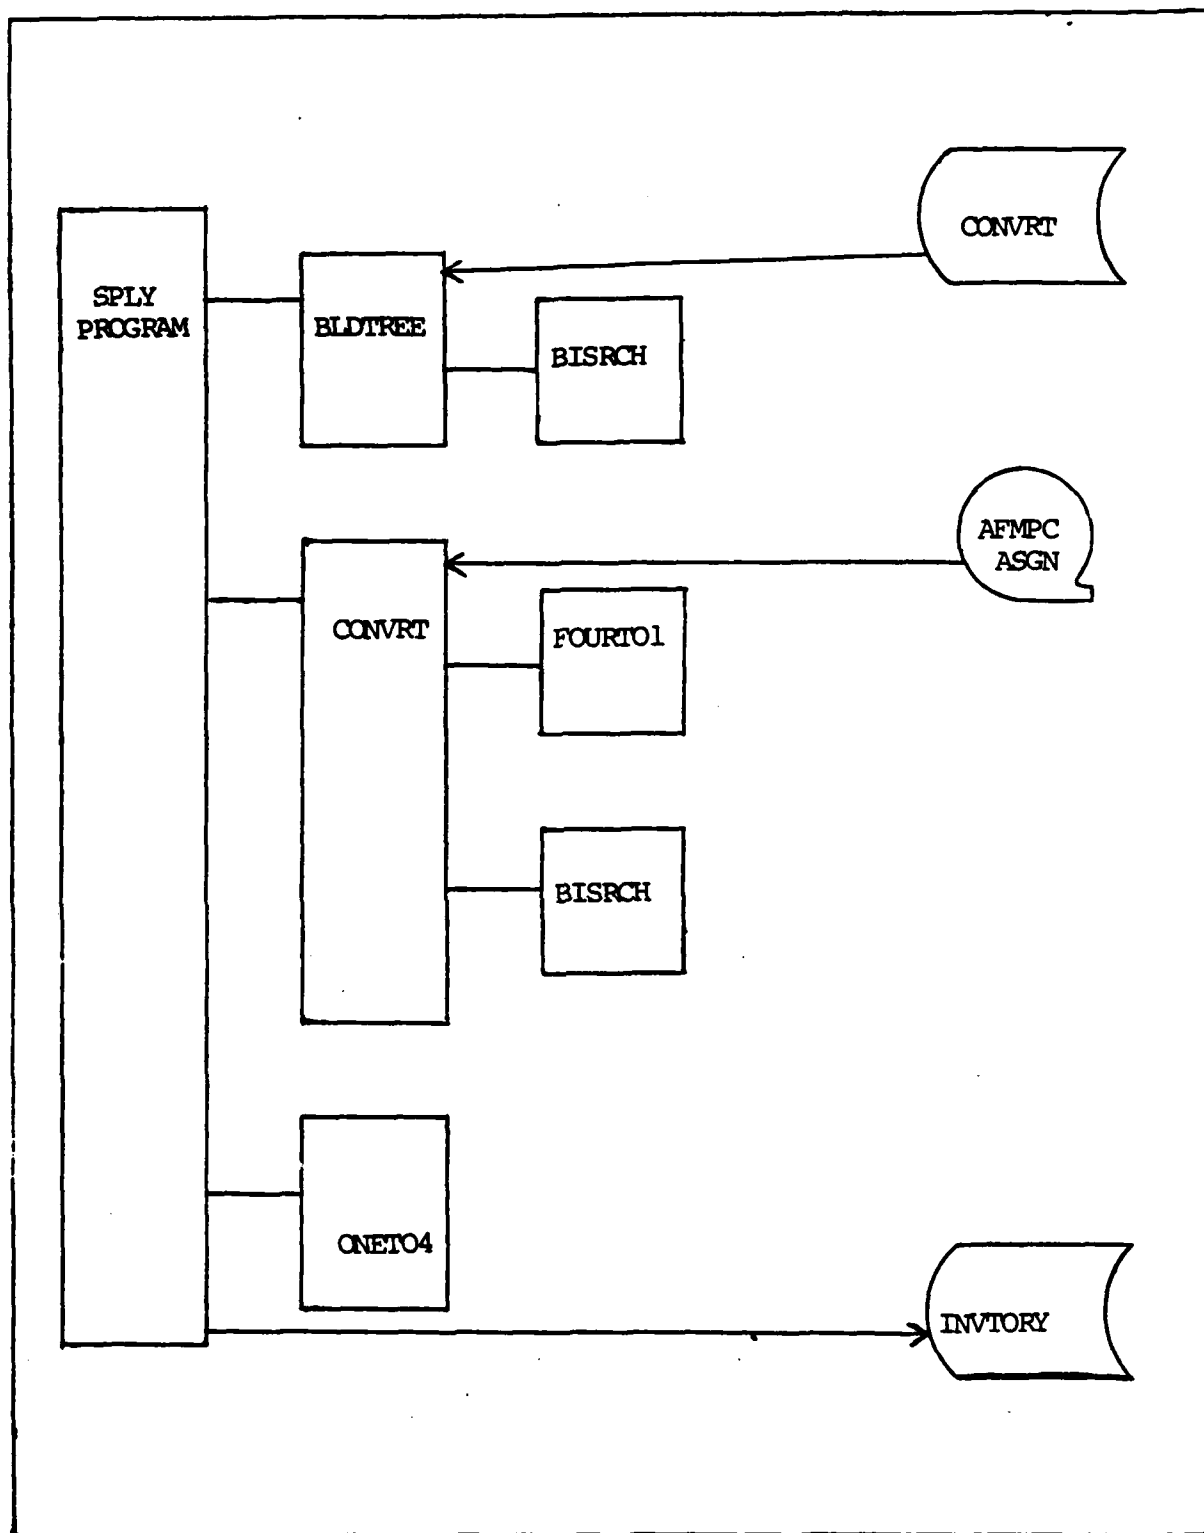 CONVRT
SPLY
PROGRAM
BLDTREE
BISRCH
AFMPC
ASGN
CONVRT
FOURTO1
BISRCH
ONETO4
INVTORY